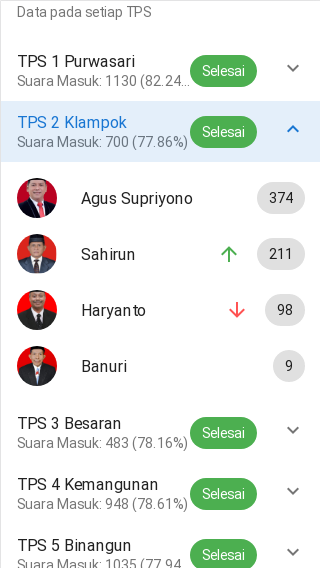 Data pada setiap TPS
TPS 1 Purwasari
Suara Masuk: 1130 (82.24...
Selesai
TPS 2 Klampok
Suara Masuk: 700 (77.86%)
Selesai
Agus Supriyono
374
Sahirun
211
Haryanto
98
Banuri
9
TPS 3 Besaran
Suara Masuk: 483 (78.16%)
Selesai
TPS 4 Kemangunan
Suara Masuk: 948 (78.61%)
Selesai
TPS 5 Binangun
Suara Masuk: 1035 (77.94
Selesai